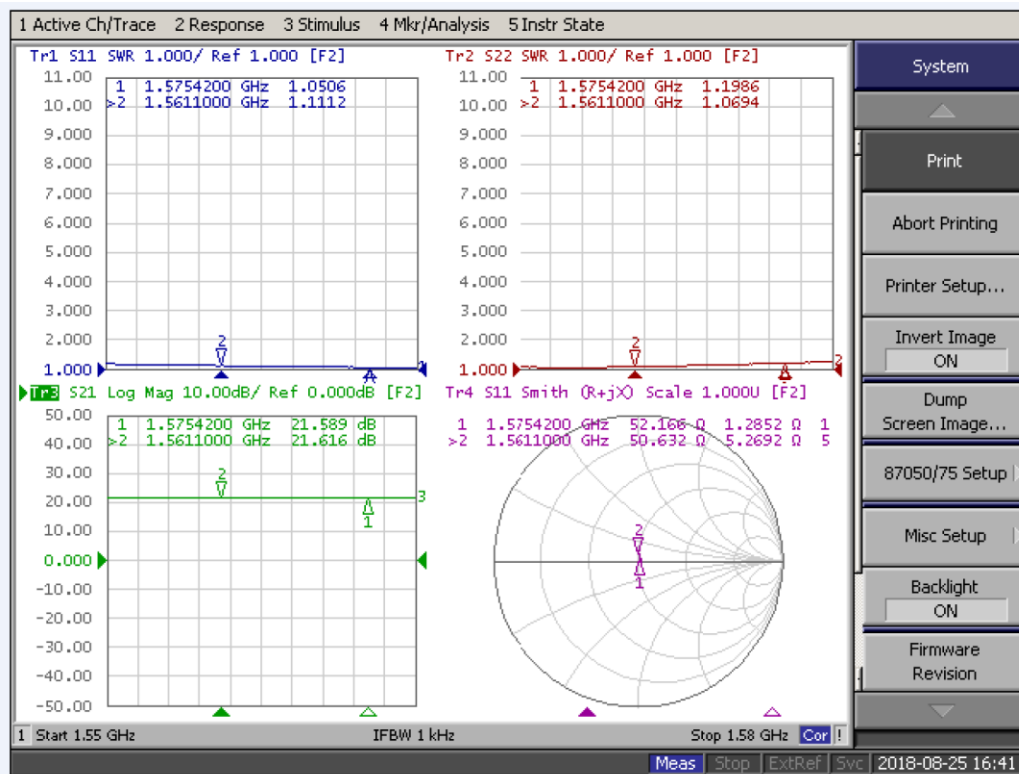 1 Active Ch/Trace 2 Response 3 Stimulus 4 Mkr/Analysis 5 Instr State
Tr1 S11 SWR 1.000/ Ref 1.000 [F2]
11.00
10.00
9.000
8.000
7.000
6.000
5.000
4.000
3.000
2.000
1.000
1 1.5754200 GHz 1.0506
>2 1.5611000 GHz 1.1112
2
1
Tr2 S22 SWR 1.000/ Ref 1.000 [F2]
11.00
10.00
9.000
8.000
7.000
6.000
5.000
4.000
3.000
2.000
1.000
1 1.5754200 GHz 1.1986
>2 1.5611000 GHz 1.0694
2
2
Tr3 S21 Log Mag 10.00dB/ Ref 0.000dB [F2]
50.00
40.00
30.00
20.00
10.00
0.000
-10.00
-20.00
-30.00
-40.00
-50.00
1 1.5754200 GHz 21.589 dB
>2 1.5611000 GHz 21.616 dB
2
3
1
Tr4 S11 Smith (R+jX) Scale 1.000U [F2]
1 1.5754200 GHz 52.166 Ω 1.2852 Ω 1
>2 1.5611000 GHz 50.632 Ω 5.2692 Ω 5
2
1
1 Start 1.55 GHz IFBW 1 kHz Stop 1.58 GHz Cor !
System
Print
Abort Printing
Printer Setup...
Invert Image
ON
Dump
Screen Image...
87050/75 Setup
Misc Setup
Backlight
ON
Firmware
Revision
Meas Stop ExtRef Svc 2018-08-25 16:41